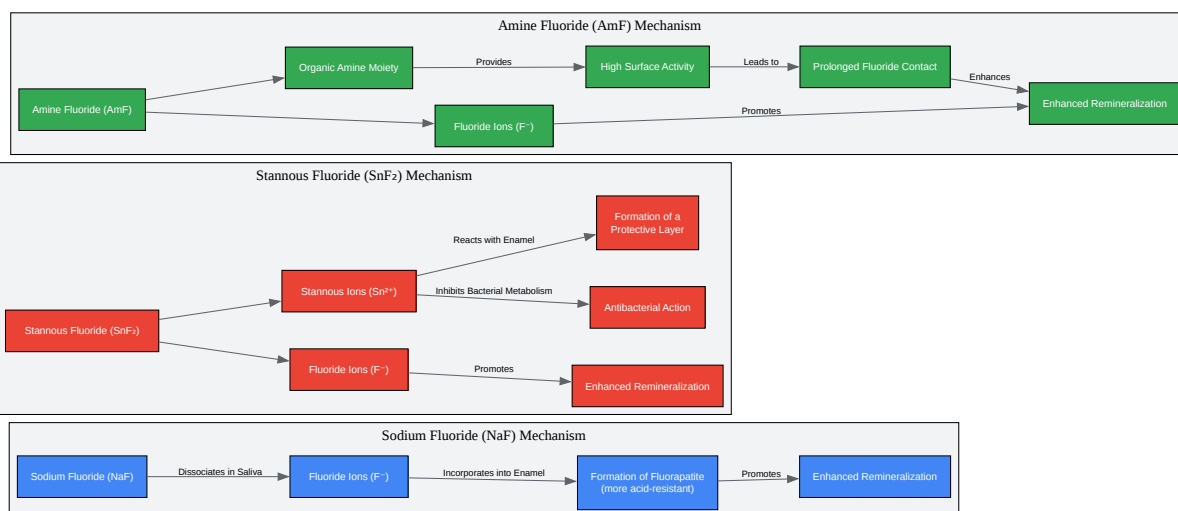 Amine Fluoride (AmF) Mechanism
Organic Amine Moiety
Provides
High Surface Activity
Leads to
Prolonged Fluoride Contact
Enhances
Amine Fluoride (AmF)
Fluoride Ions (F⁻)
Promotes
Enhanced Remineralization
Stannous Fluoride (SnF₂) Mechanism
Formation of a
Protective Layer
Reacts with Enamel
Stannous Ions (Sn²⁺)
Inhibits Bacterial Metabolism
Antibacterial Action
Stannous Fluoride (SnF₂)
Fluoride Ions (F⁻)
Promotes
Enhanced Remineralization
Sodium Fluoride (NaF) Mechanism
Sodium Fluoride (NaF)
Dissociates in Saliva
Fluoride Ions (F⁻)
Incorporates into Enamel
Formation of Fluorapatite
(more acid-resistant)
Promotes
Enhanced Remineralization